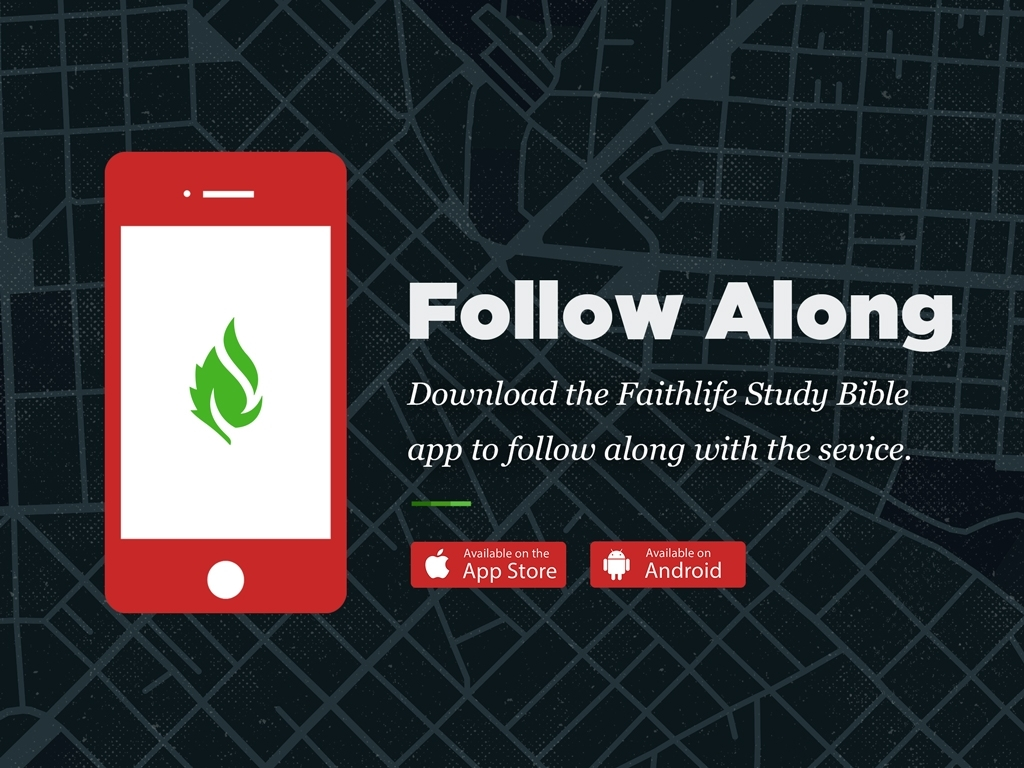 Follow Along
Download the Faithlife Study Bible
app to follow along with the sevice.
Available on the
App Store
Available on
Android